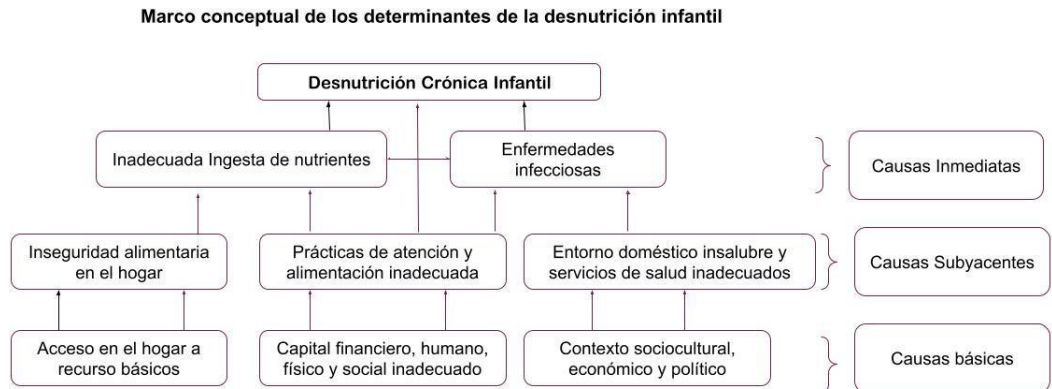 Marco conceptual de los determinantes de la desnutrición infantil
Desnutrición Crónica Infantil
Inadecuada Ingesta de nutrientes
Enfermedades
infecciosas
Causas Inmediatas
Inseguridad alimentaria
en el hogar
Prácticas de atención y
alimentación inadecuada
Entorno doméstico insalubre y
servicios de salud inadecuados
Causas Subyacentes
Acceso en el hogar a
recurso básicos
Capital financiero, humano,
físico y social inadecuado
Contexto sociocultural,
económico y político
Causas básicas